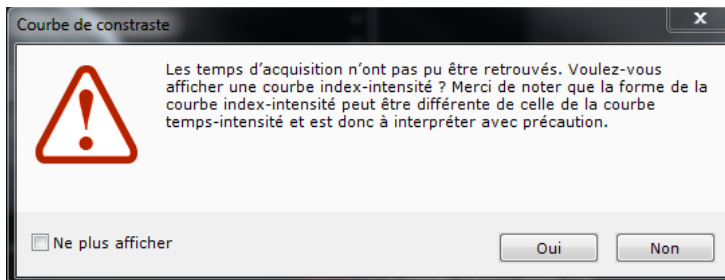 Courbe de constraste
x
Les temps d'acquisition n'ont pas pu être retrouvés. Voulez-vous
afficher une courbe index-intensité ? Merci de noter que la forme de la
courbe index-intensité peut être différente de celle de la courbe
temps-intensité et est donc à interpréter avec précaution.
Ne plus afficher
Oui
Non